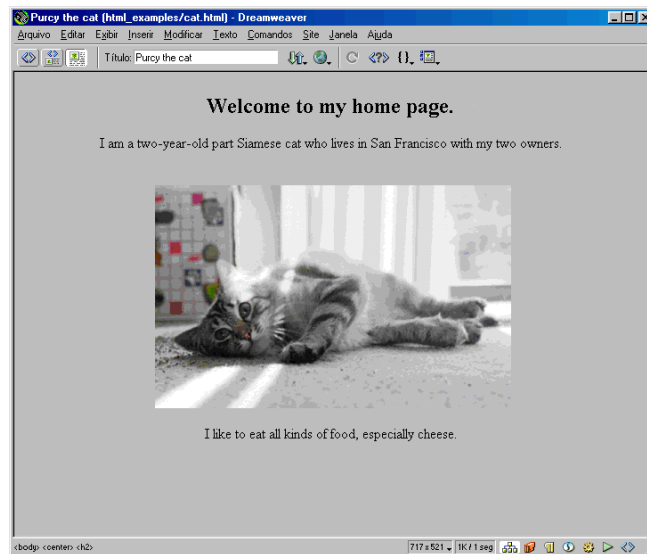 Purcy the cat (html_examples/cat.html) - Dreamweaver
Arquivo Editar Exibir Inserir Modificar Texto Comandos Site Janela Ajuda
Título: Purcy the cat
Welcome to my home page.
I am a two-year-old part Siamese cat who lives in San Francisco with my two owners.
I like to eat all kinds of food, especially cheese.
<body> <center> <h2> 717 x 521 1K / 1 seg